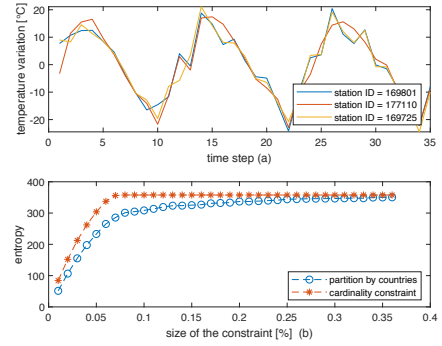 temperature variation [°C]
20
10
0
-10
-20
station ID = 169801
station ID = 177110
station ID = 169725
0 5 10 15 20 25 30 35
time step (a)
entropy
400
300
200
100
0
partition by countries
cardinality constraint
0 0.05 0.1 0.15 0.2 0.25 0.3 0.35 0.4
size of the constraint [%] (b)